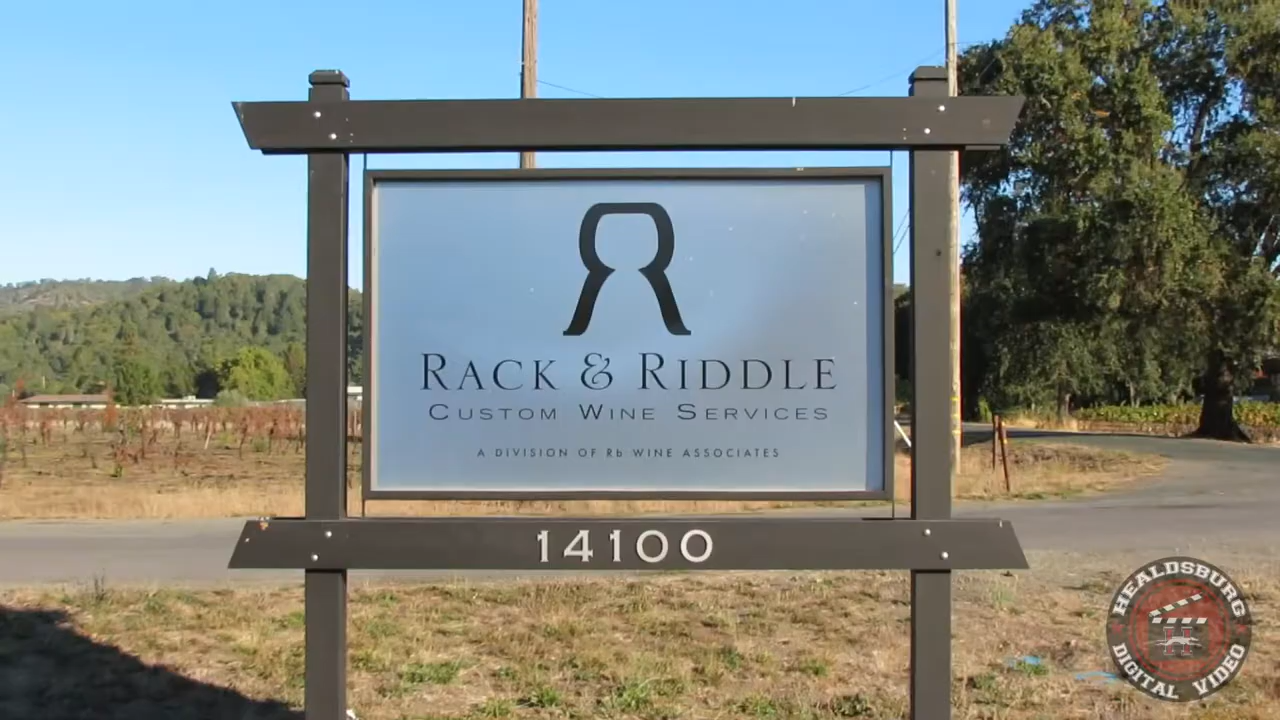 RACK & RIDDLE
CUSTOM WINE SERVICES
A DIVISION OF Rb WINE ASSOCIATES
14100
HEALDSBURG
DIGITAL VIDEO